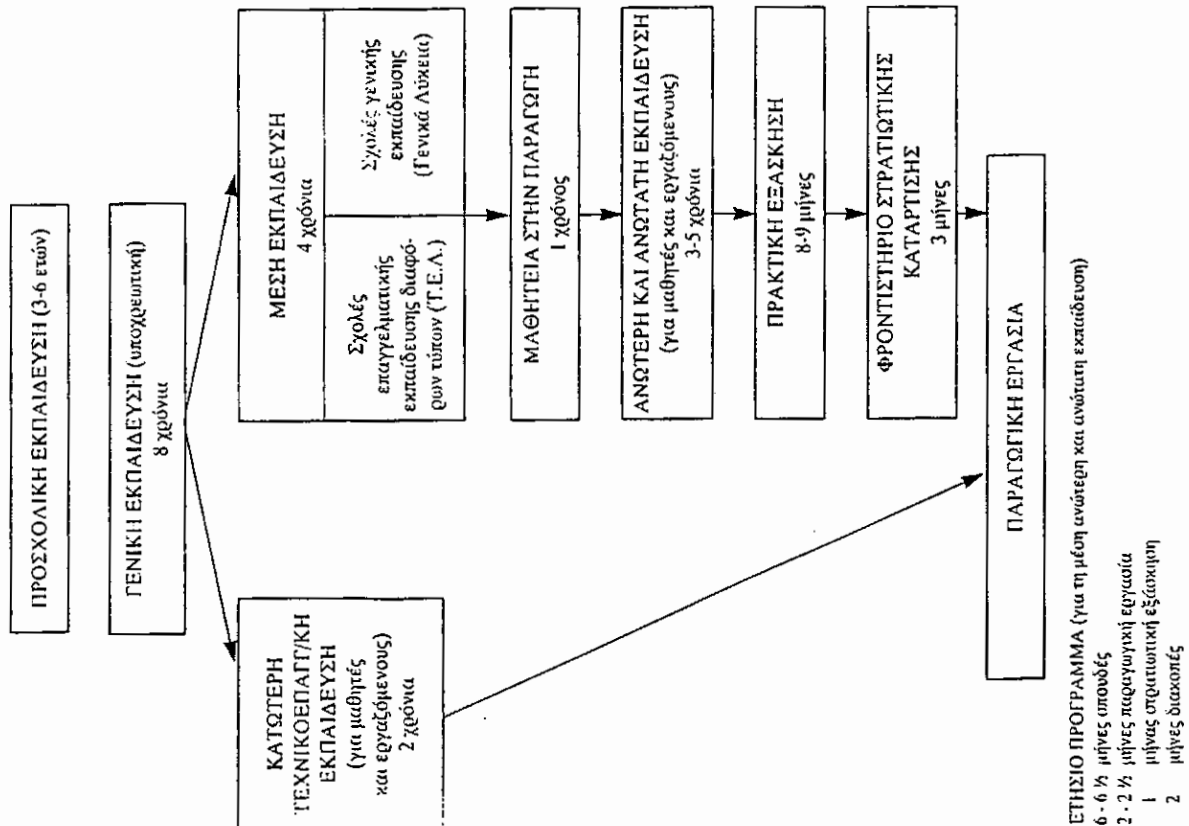 ΠΡΟΣΧΟΛΙΚΗ ΕΚΠΑΙΔΕΥΣΗ (3-6 ετών)
ΓΕΝΙΚΗ ΕΚΠΑΙΔΕΥΣΗ (υποχρεωτική)
8 χρόνια
ΚΑΤΩΤΕΡΗ
ΤΕΧΝΙΚΟΕΠΑΓΓ/ΚΗ
ΕΚΠΑΙΔΕΥΣΗ
(για μαθητές
και εργαζόμενους)
2 χρόνια
ΜΕΣΗ ΕΚΠΑΙΔΕΥΣΗ
4 χρόνια
Σχολές
επαγγελματικής
εκπαίδευσης διαφό-
ρων τύπων (Τ.Ε.Λ.)
Σχολές γενικής
εκπαίδευσης
(Γενικά Λύκεια)
ΜΑΘΗΤΕΙΑ ΣΤΗΝ ΠΑΡΑΓΩΓΗ
1 χρόνος
ΑΝΩΤΕΡΗ ΚΑΙ ΑΝΩΤΑΤΗ ΕΚΠΑΙΔΕΥΣΗ
(για μαθητές και εργαζόμενους)
3-5 χρόνια
ΠΡΑΚΤΙΚΗ ΕΞΑΣΚΗΣΗ
8-9 μήνες
ΦΡΟΝΤΙΣΤΗΡΙΟ ΣΤΡΑΤΙΩΤΙΚΗΣ
ΚΑΤΑΡΤΙΣΗΣ
3 μήνες
ΠΑΡΑΓΩΓΙΚΗ ΕΡΓΑΣΙΑ
ΕΤΗΣΙΟ ΠΡΟΓΡΑΜΜΑ (για τη μέση ανώτερη και ανώτατη εκπαίδευση)
6 - 6 ½ μήνες σπουδές
2 - 2 ½ μήνες παραγωγική εργασία
1 μήνας στρατιωτική εξάσκηση
2 μήνες διακοπές